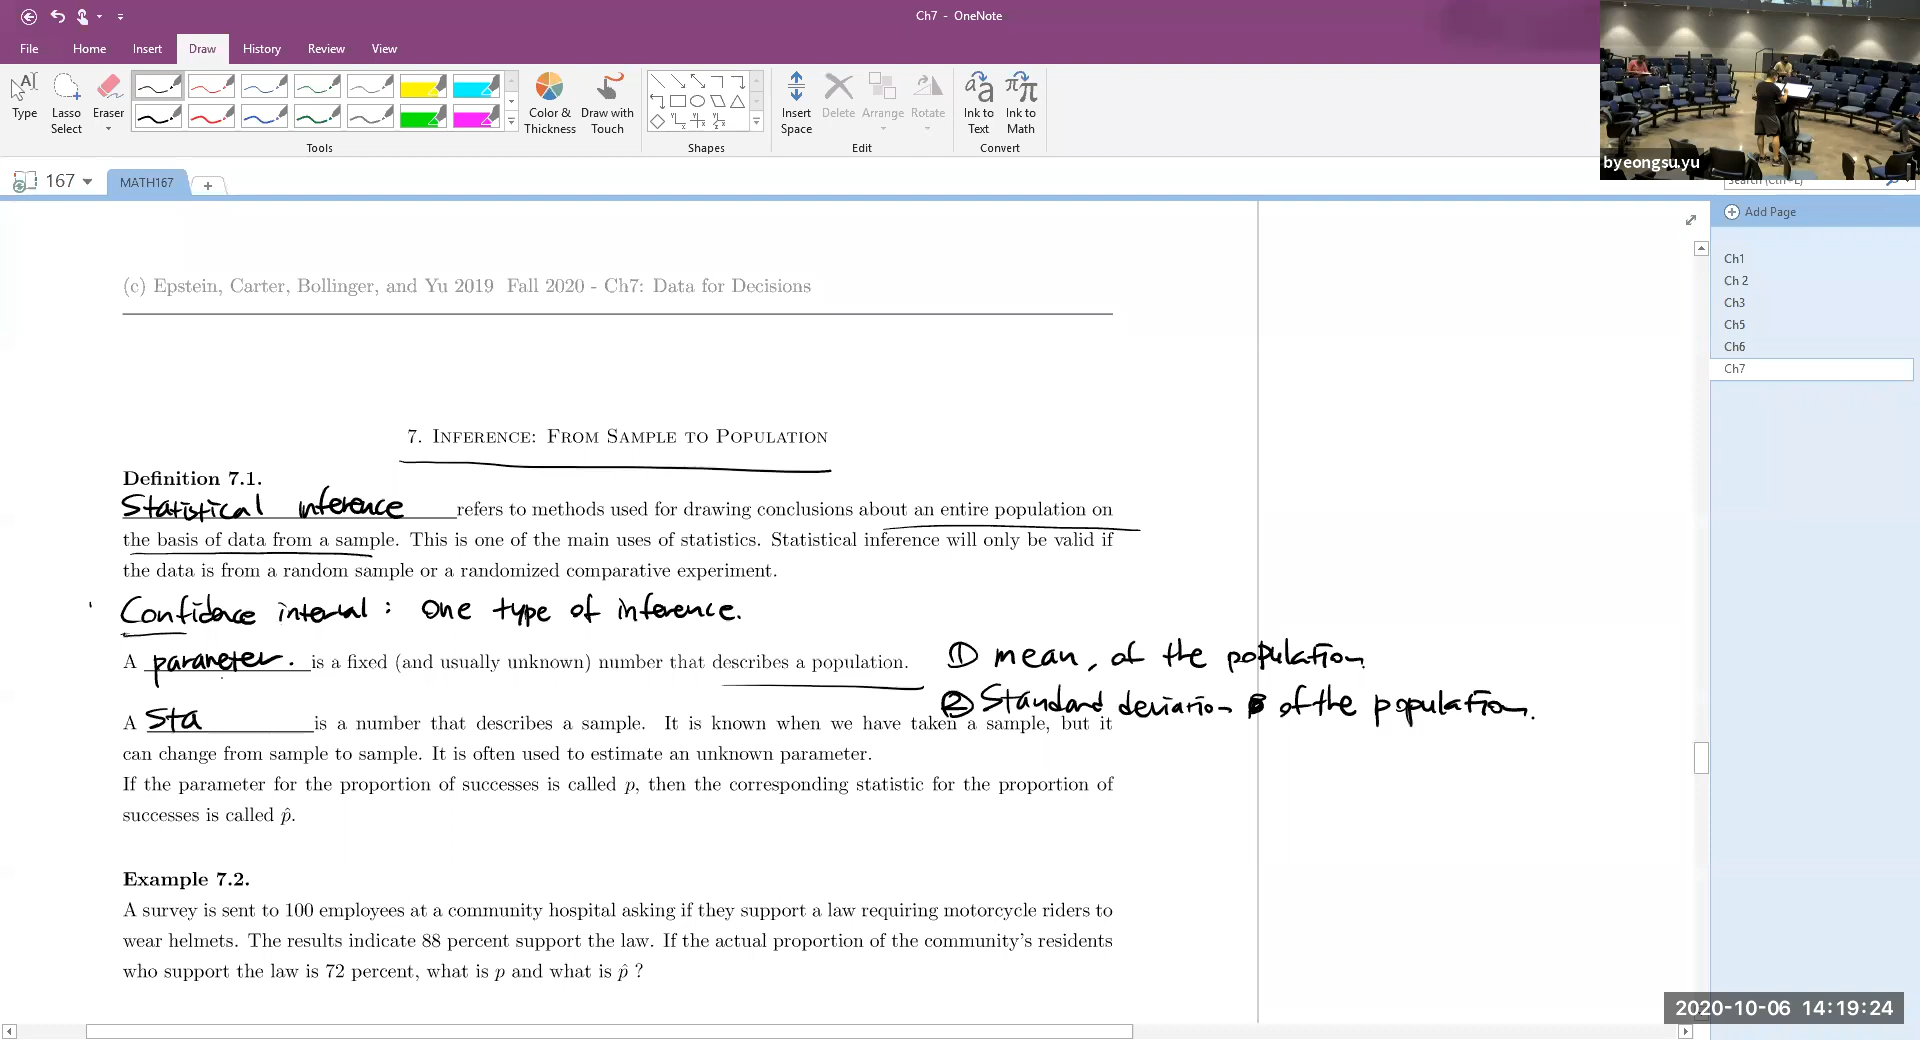 Ch7 - OneNote
File Home Insert Draw History Review View
Type Lasso Select Eraser Color & Thickness Draw with Touch Insert Space Delete Arrange Rotate Ink to Text Ink to Math
Tools Shapes Edit Convert
byeongsu.yu
167 MATH167
Search (Ctrl+E)
Add Page
Ch1
Ch 2
Ch3
Ch5
Ch6
Ch7
(c) Epstein, Carter, Bollinger, and Yu 2019 Fall 2020 - Ch7: Data for Decisions
7. Inference: From Sample to Population
Definition 7.1.
Statistical inference refers to methods used for drawing conclusions about an entire population on
the basis of data from a sample. This is one of the main uses of statistics. Statistical inference will only be valid if
the data is from a random sample or a randomized comparative experiment.
Confidence interval : One type of inference.
A parameter. is a fixed (and usually unknown) number that describes a population. ① mean, of the population.
② Standard deviation of the population.
A Sta is a number that describes a sample. It is known when we have taken a sample, but it
can change from sample to sample. It is often used to estimate an unknown parameter.
If the parameter for the proportion of successes is called p, then the corresponding statistic for the proportion of
successes is called p̂.
Example 7.2.
A survey is sent to 100 employees at a community hospital asking if they support a law requiring motorcycle riders to
wear helmets. The results indicate 88 percent support the law. If the actual proportion of the community's residents
who support the law is 72 percent, what is p and what is p̂ ?
2020-10-06 14:19:24